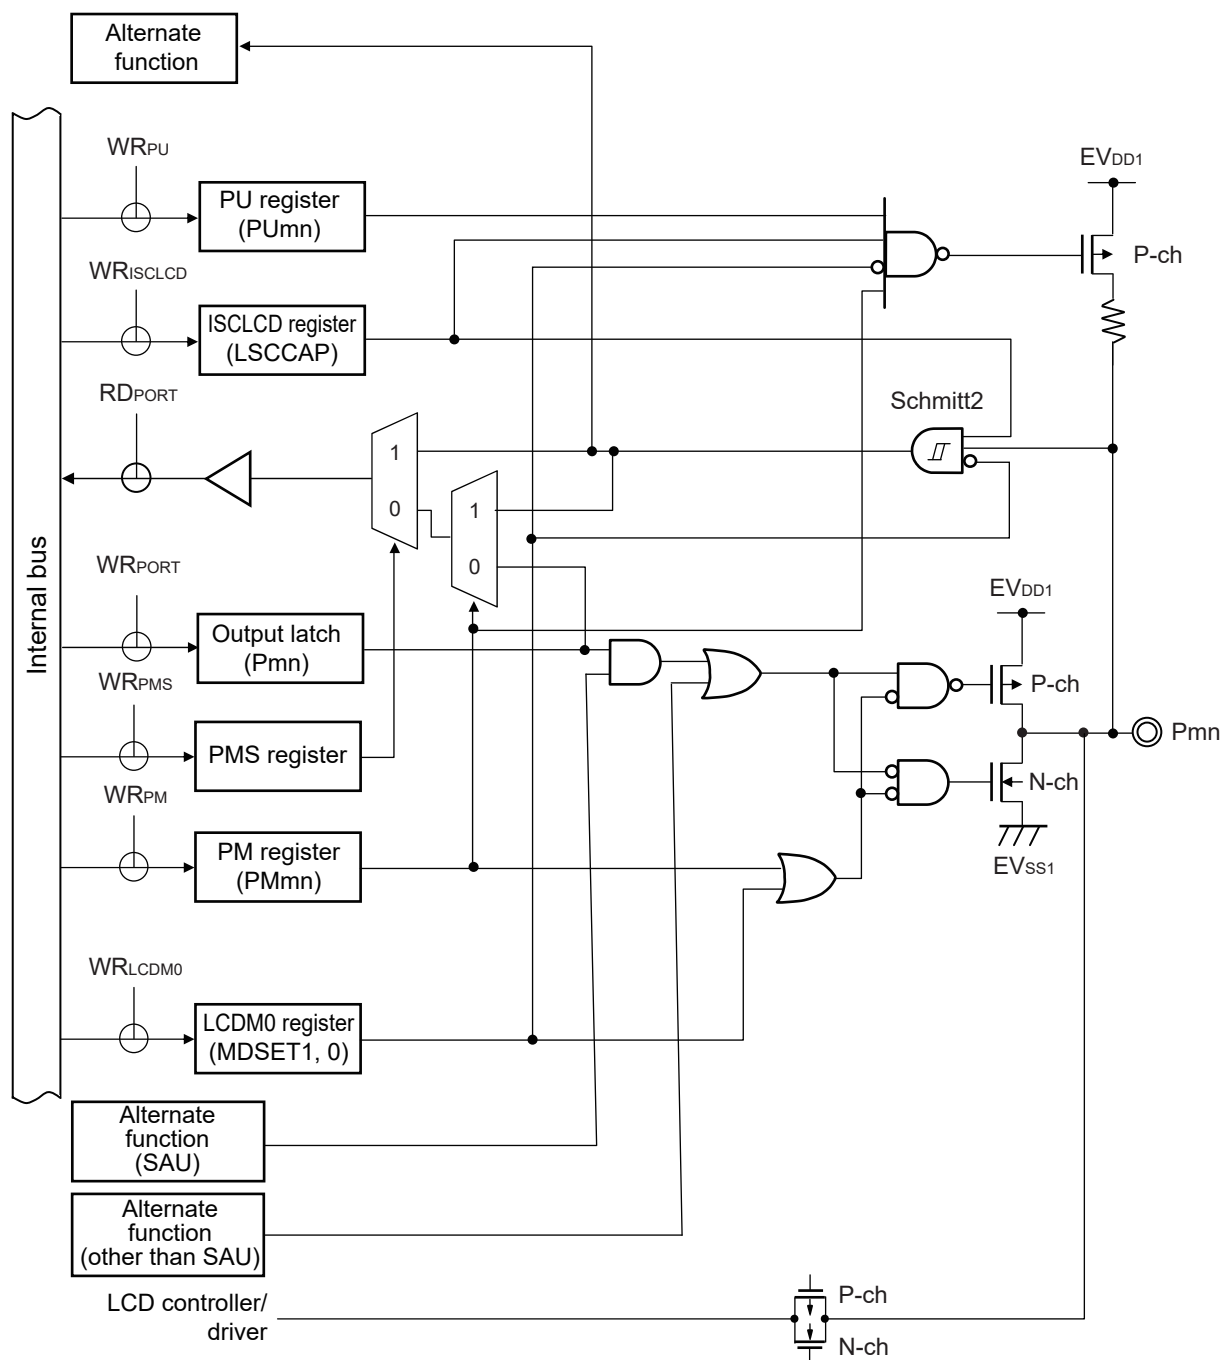 Alternate
function
WRPU
EVDD1
PU register
(PUmn)
P-ch
WRISCLCD
ISCLCD register
(LSCCAP)
RDPORT
Schmitt2
1
0
1
0
Internal bus
WRPORT
EVDD1
Output latch
(Pmn)
WRPMS
P-ch
Pmn
PMS register
N-ch
WRPM
PM register
(PMmn)
EVSS1
WRLCDM0
LCDM0 register
(MDSET1, 0)
Alternate
function
(SAU)
Alternate
function
(other than SAU)
LCD controller/
driver
P-ch
N-ch